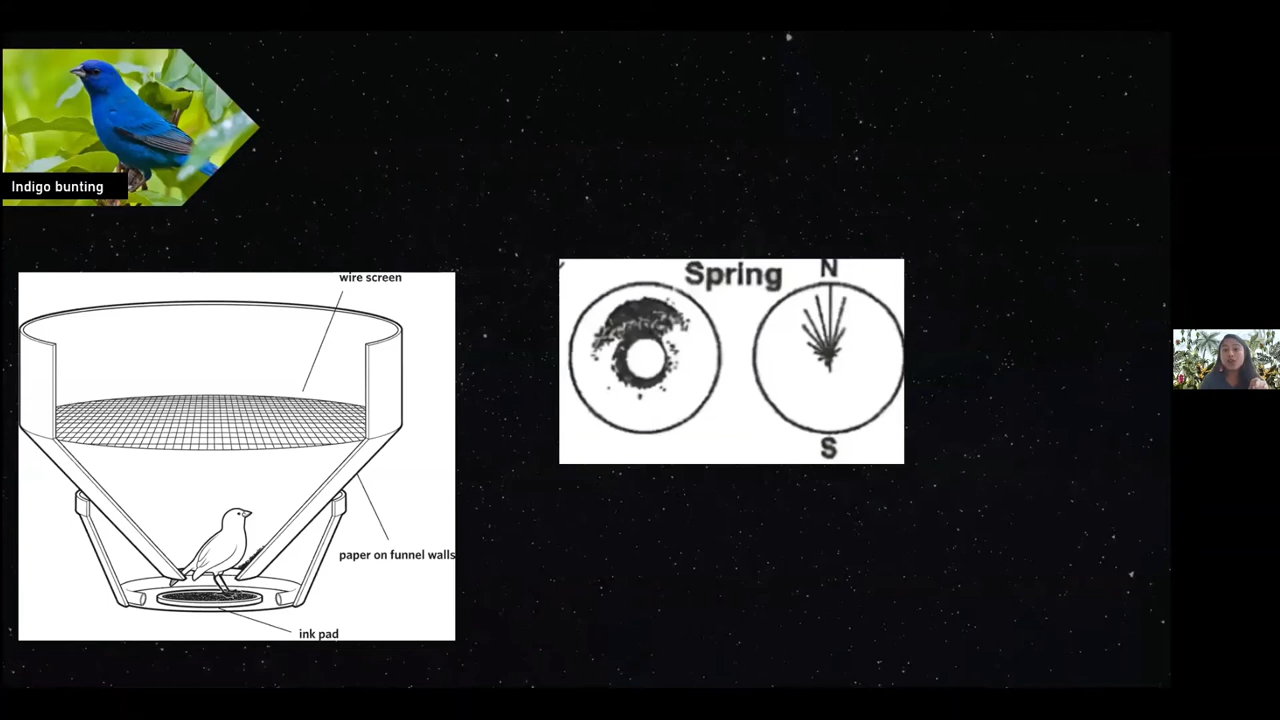 Indigo bunting
wire screen
paper on funnel walls
ink pad
Spring
N
S